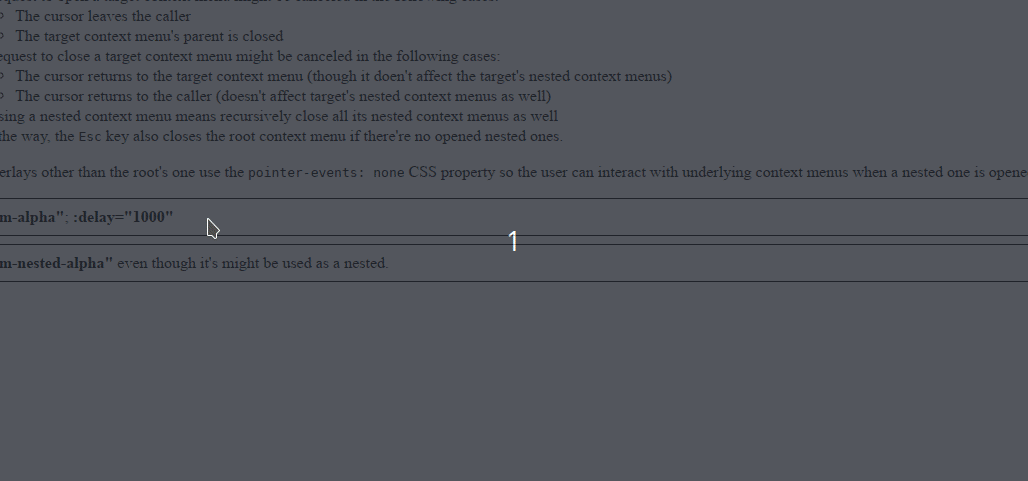 The cursor leaves the caller
The target context menu's parent is closed
equest to close a target context menu might be canceled in the following cases:
The cursor returns to the target context menu (though it doen't affect the target's nested context menus)
The cursor returns to the caller (doesn't affect target's nested context menus as well)
sing a nested context menu means recursively close all its nested context menus as well
the way, the Esc key also closes the root context menu if there're no opened nested ones.
erlays other than the root's one use the pointer-events: none CSS property so the user can interact with underlying context menus when a nested one is opene
m-alpha"; :delay="1000"
1
m-nested-alpha" even though it's might be used as a nested.